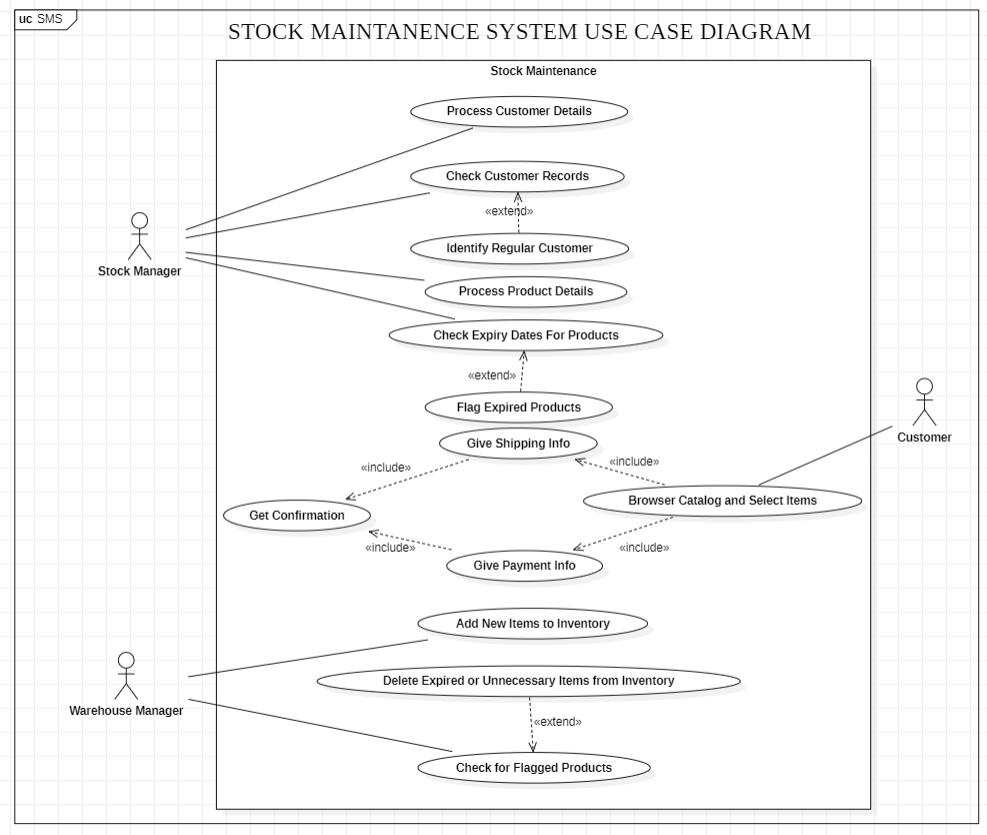 uc SMS
STOCK MAINTANENCE SYSTEM USE CASE DIAGRAM
Stock Maintenance
Process Customer Details
Check Customer Records
«extend»
Identify Regular Customer
Stock Manager
Process Product Details
Check Expiry Dates For Products
«extend»
Flag Expired Products
Customer
Give Shipping Info
«include»
«include»
Browser Catalog and Select Items
Get Confirmation
«include»
«include»
Give Payment Info
Add New Items to Inventory
Delete Expired or Unnecessary Items from Inventory
Warehouse Manager
«extend»
Check for Flagged Products